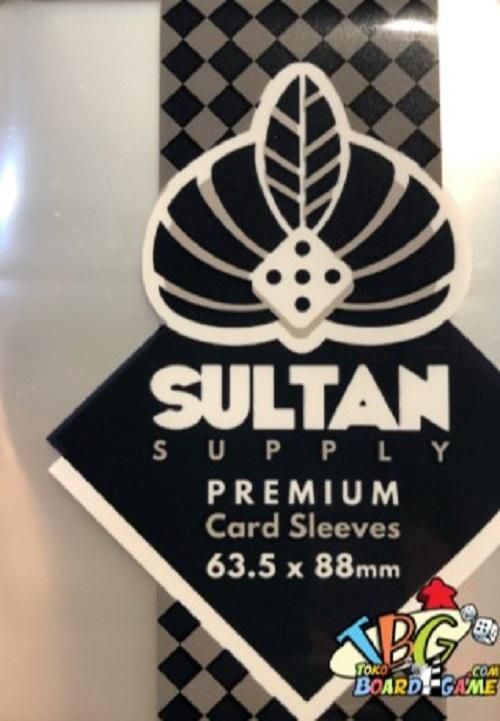 SULTAN
SUPPLY
PREMIUM
Card Sleeves
63.5 x 88mm
TBG
TOKO .COM
BOARD GAME